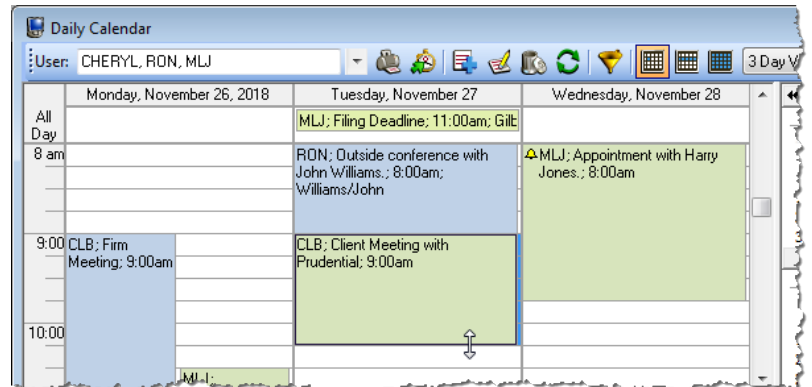 Daily Calendar
User: CHERYL, RON, MLJ
3 Day V
Monday, November 26, 2018
Tuesday, November 27
Wednesday, November 28
All
Day
MLJ; Filing Deadline; 11:00am; Gilb
8 am
RON; Outside conference with
John Williams.; 8:00am;
Williams/John
MLJ; Appointment with Harry
Jones.; 8:00am
9:00
CLB; Firm
Meeting; 9:00am
CLB; Client Meeting with
Prudential; 9:00am
10:00
MLJ;